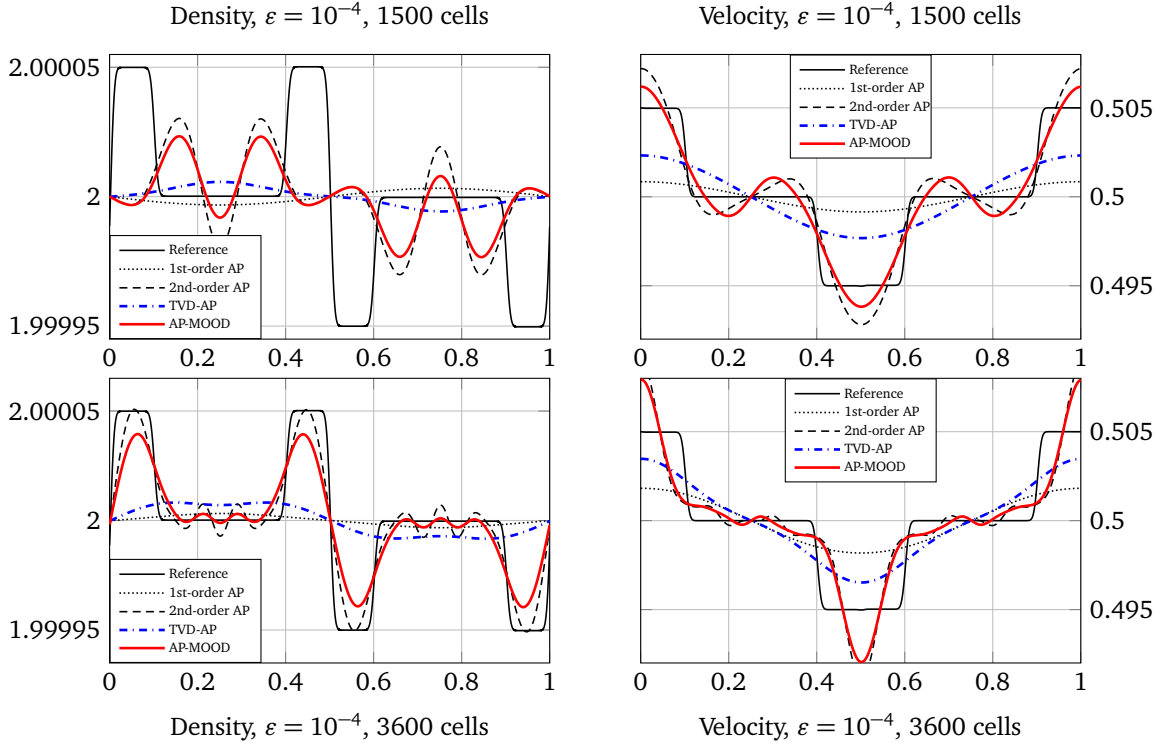 Density, ε = 10⁻⁴, 1500 cells
Velocity, ε = 10⁻⁴, 1500 cells
2.00005
2
1.99995
Reference
1st-order AP
2nd-order AP
TVD-AP
AP-MOOD
0 0.2 0.4 0.6 0.8 1
Reference
1st-order AP
2nd-order AP
TVD-AP
AP-MOOD
0.505
0.5
0.495
0 0.2 0.4 0.6 0.8 1
2.00005
2
1.99995
Reference
1st-order AP
2nd-order AP
TVD-AP
AP-MOOD
0 0.2 0.4 0.6 0.8 1
Reference
1st-order AP
2nd-order AP
TVD-AP
AP-MOOD
0.505
0.5
0.495
0 0.2 0.4 0.6 0.8 1
Density, ε = 10⁻⁴, 3600 cells
Velocity, ε = 10⁻⁴, 3600 cells